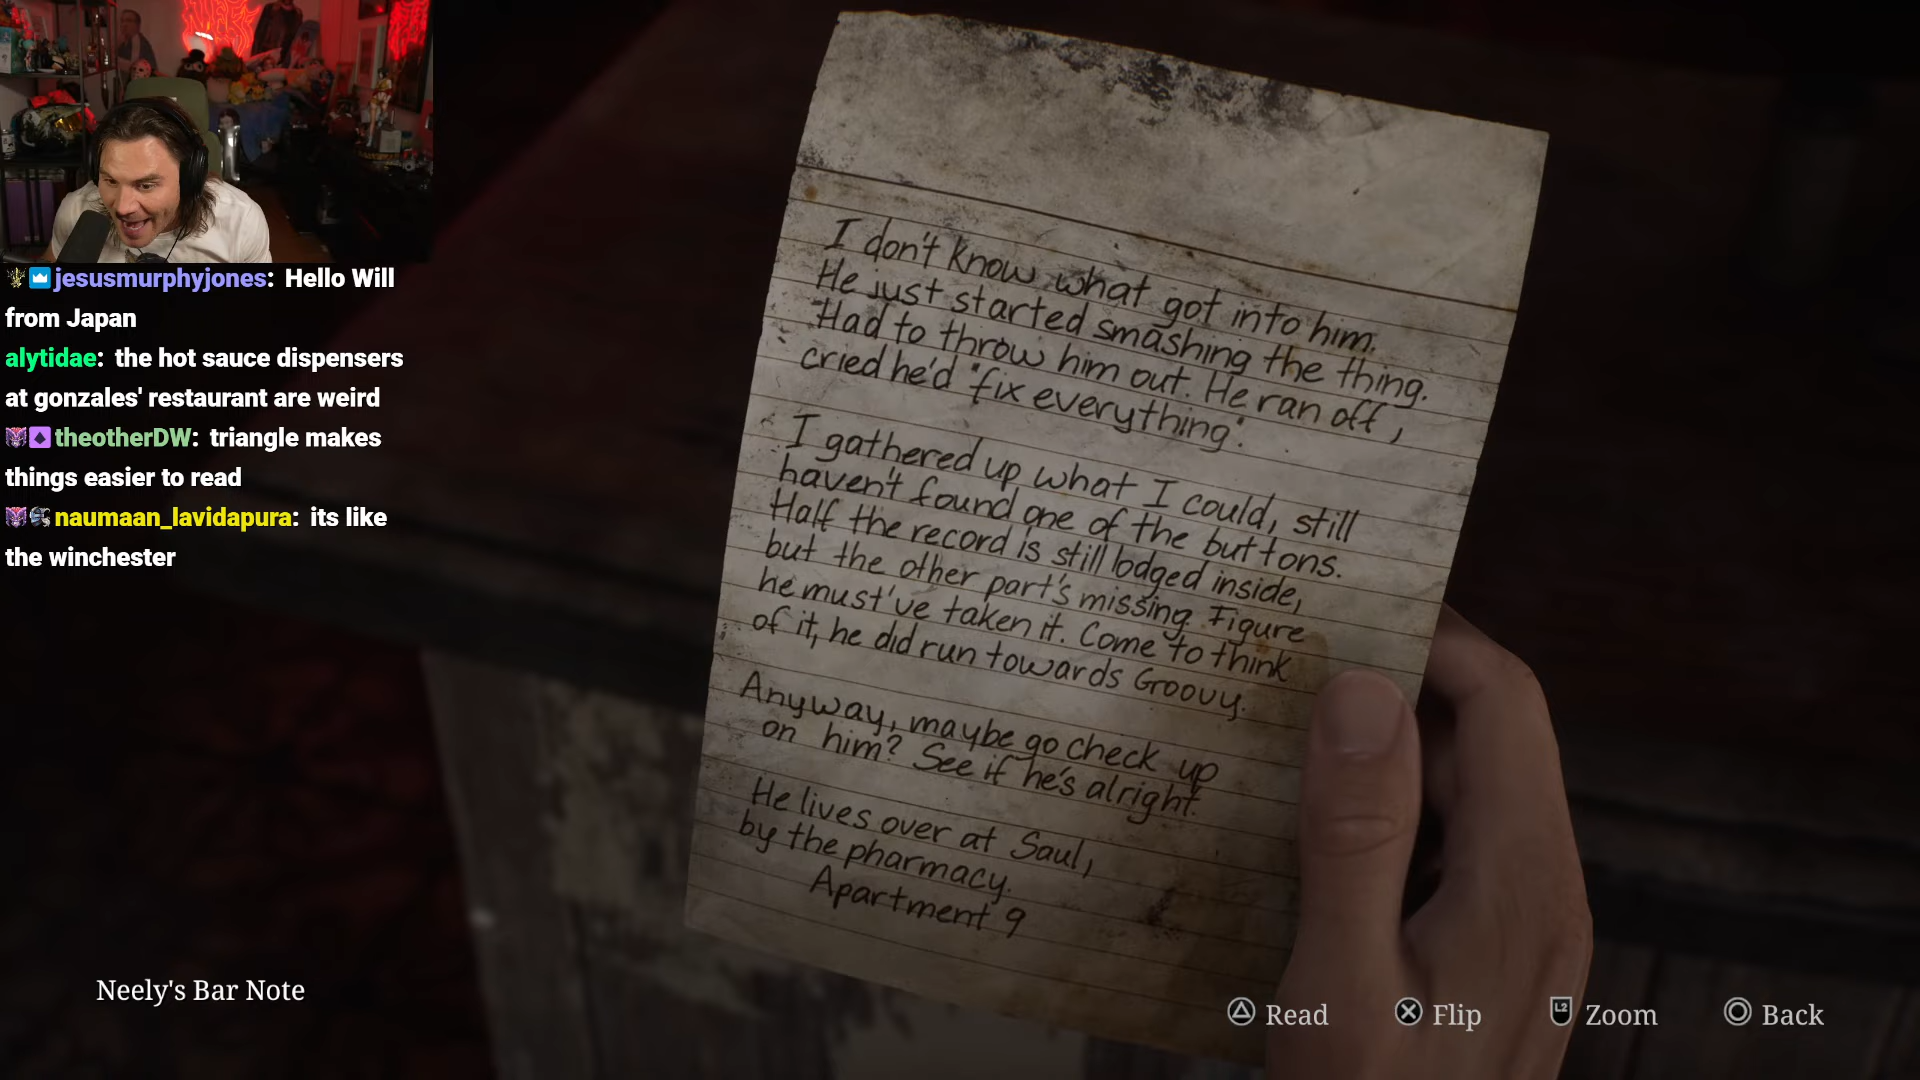 jesusmurphyjones: Hello Will
from Japan
alytidae: the hot sauce dispensers
at gonzales' restaurant are weird
theotherDW: triangle makes
things easier to read
naumaan_lavidapura: its like
the winchester
I don't know what got into him.
He just started smashing the thing.
Had to throw him out. He ran off,
cried he'd "fix everything".
I gathered up what I could, still
haven't found one of the buttons.
Half the record is still lodged inside,
but the other part's missing. Figure
he must've taken it. Come to think
of it, he did run towards Groovy.
Anyway, maybe go check up
on him? See if he's alright.
He lives over at Saul,
by the pharmacy.
Apartment 9
Neely's Bar Note
Read Flip L2 Zoom Back